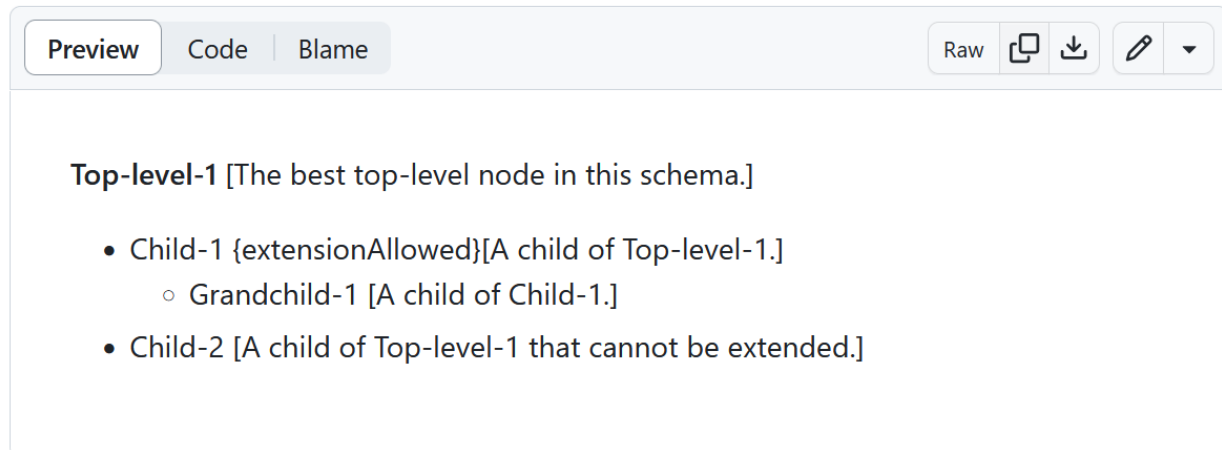 Preview Code Blame Raw
Top-level-1 [The best top-level node in this schema.]
Child-1 {extensionAllowed}[A child of Top-level-1.]
Grandchild-1 [A child of Child-1.]
Child-2 [A child of Top-level-1 that cannot be extended.]